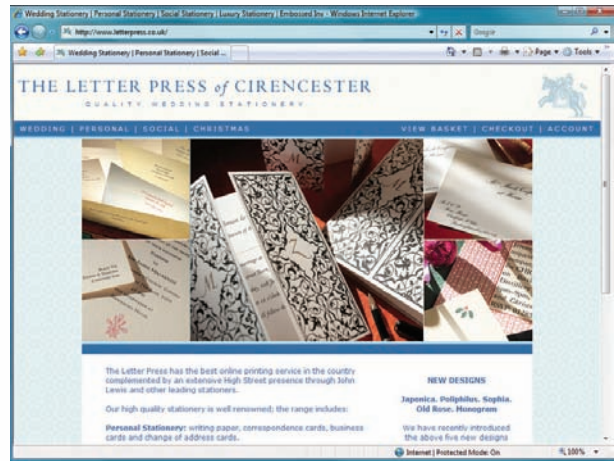 Wedding Stationery | Personal Stationery | Social Stationery | Luxury Stationery | Embossed Inv - Windows Internet Explorer
http://www.letterpress.co.uk/
Google
Wedding Stationery | Personal Stationery | Social ...
Page
Tools
THE LETTER PRESS of CIRENCESTER
QUALITY WEDDING STATIONERY
WEDDING | PERSONAL | SOCIAL | CHRISTMAS
VIEW BASKET | CHECKOUT | ACCOUNT
The Letter Press has the best online printing service in the country
complemented by an extensive High Street presence through John
Lewis and other leading stationers.
Our high quality stationery is well renowned; the range includes:
Personal Stationery: writing paper, correspondence cards, business
cards and change of address cards.
NEW DESIGNS
Japonica. Poliphilus. Sophia.
Old Rose. Monogram
We have recently introduced
the above five new designs
Internet | Protected Mode: On
100%